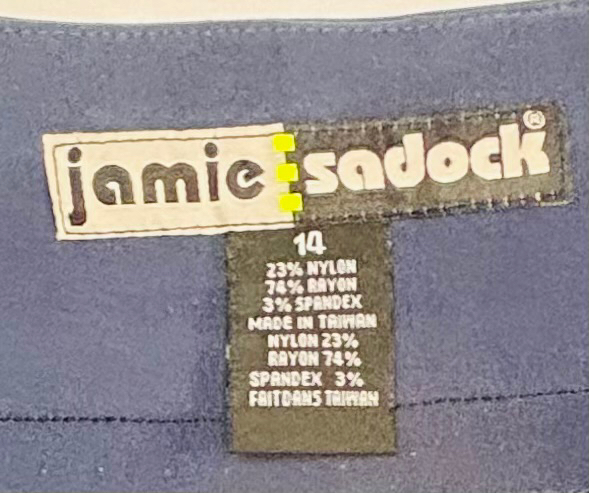 jamie sadock®
14
23% NYLON
74% RAYON
3% SPANDEX
MADE IN TAIWAN
NYLON 23%
RAYON 74%
SPANDEX 3%
FAITDANS TAIWAN